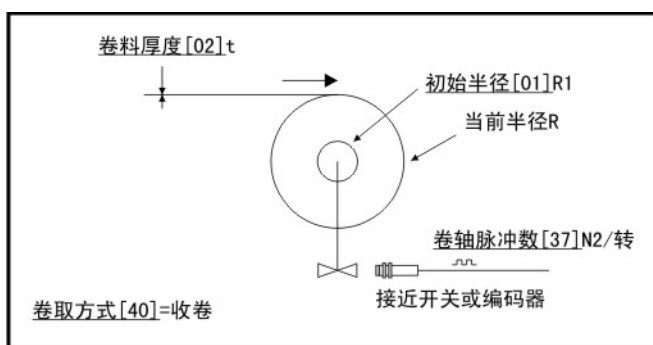 卷料厚度[02]t
初始半径[01]R1
当前半径R
卷轴脉冲数[37]N2/转
接近开关或编码器
卷取方式[40]=收卷